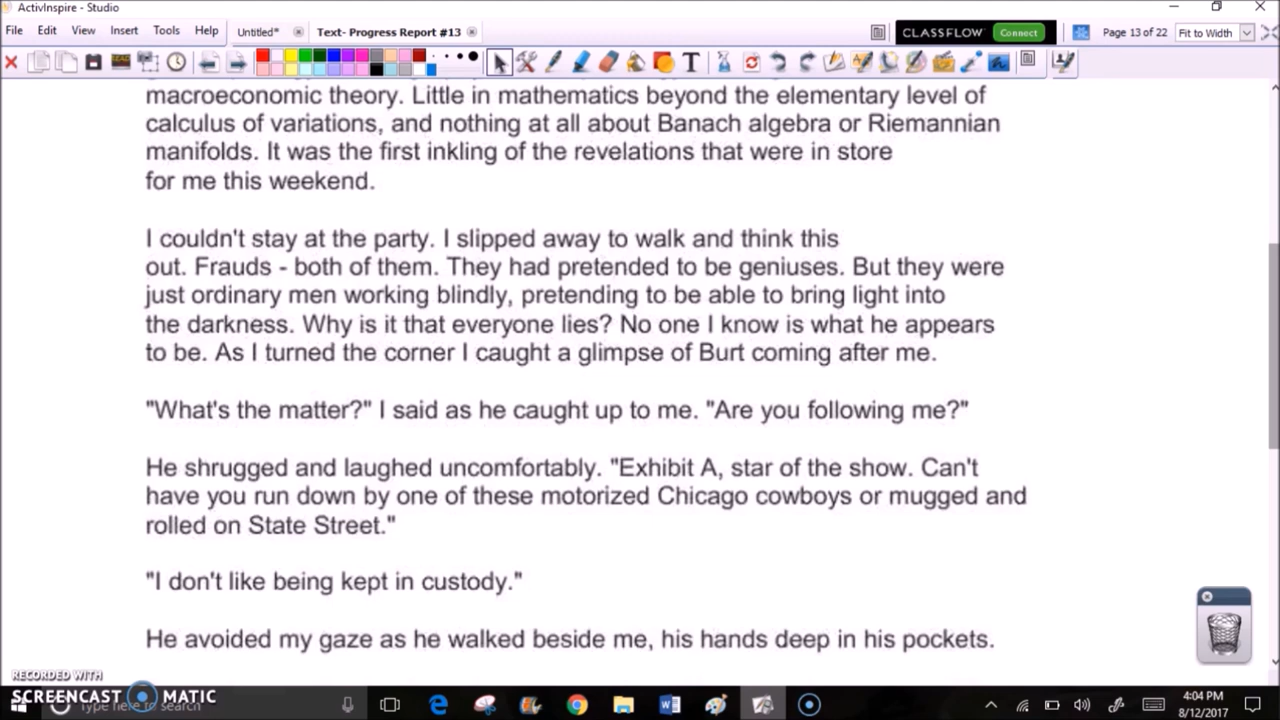 ActivInspire - Studio
File Edit View Insert Tools Help Untitled* Text- Progress Report #13 CLASSFLOW Connect Page 13 of 22 Fit to Width
macroeconomic theory. Little in mathematics beyond the elementary level of
calculus of variations, and nothing at all about Banach algebra or Riemannian
manifolds. It was the first inkling of the revelations that were in store
for me this weekend.
I couldn't stay at the party. I slipped away to walk and think this
out. Frauds - both of them. They had pretended to be geniuses. But they were
just ordinary men working blindly, pretending to be able to bring light into
the darkness. Why is it that everyone lies? No one I know is what he appears
to be. As I turned the corner I caught a glimpse of Burt coming after me.
"What's the matter?" I said as he caught up to me. "Are you following me?"
He shrugged and laughed uncomfortably. "Exhibit A, star of the show. Can't
have you run down by one of these motorized Chicago cowboys or mugged and
rolled on State Street."
"I don't like being kept in custody."
He avoided my gaze as he walked beside me, his hands deep in his pockets.
RECORDED WITH
SCREENCAST MATIC
Type here to search
4:04 PM
8/12/2017